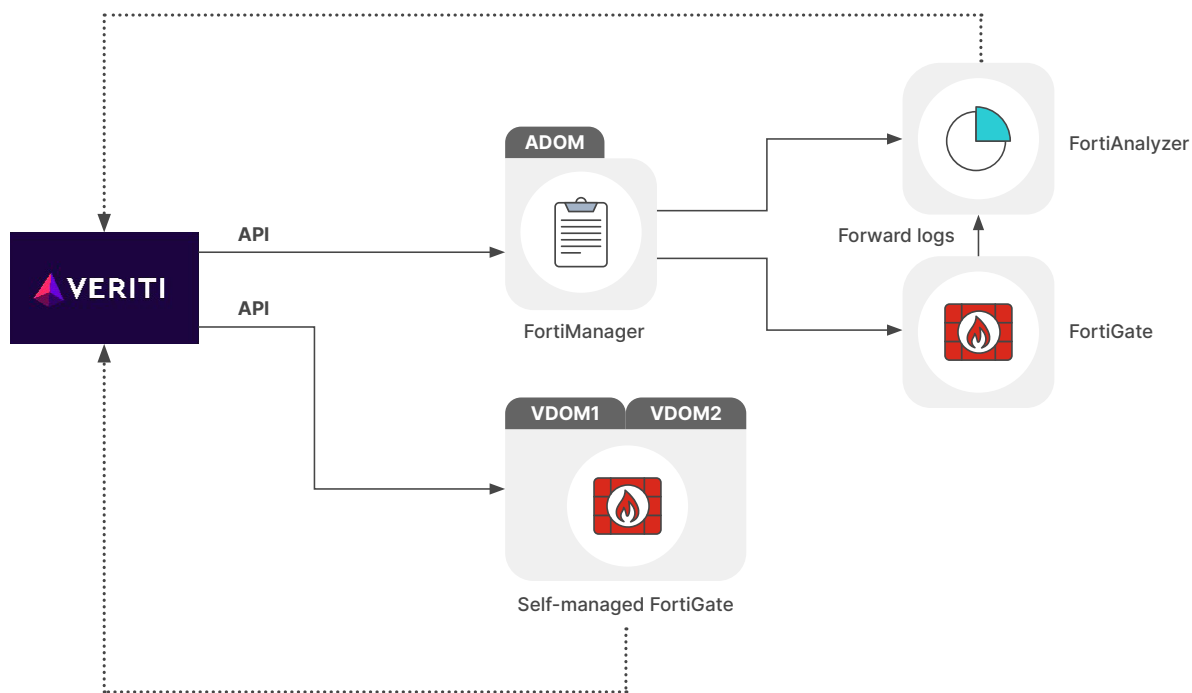 ADOM
FortiAnalyzer
API
Forward logs
VERITI
API
FortiManager
FortiGate
VDOM1
VDOM2
Self-managed FortiGate